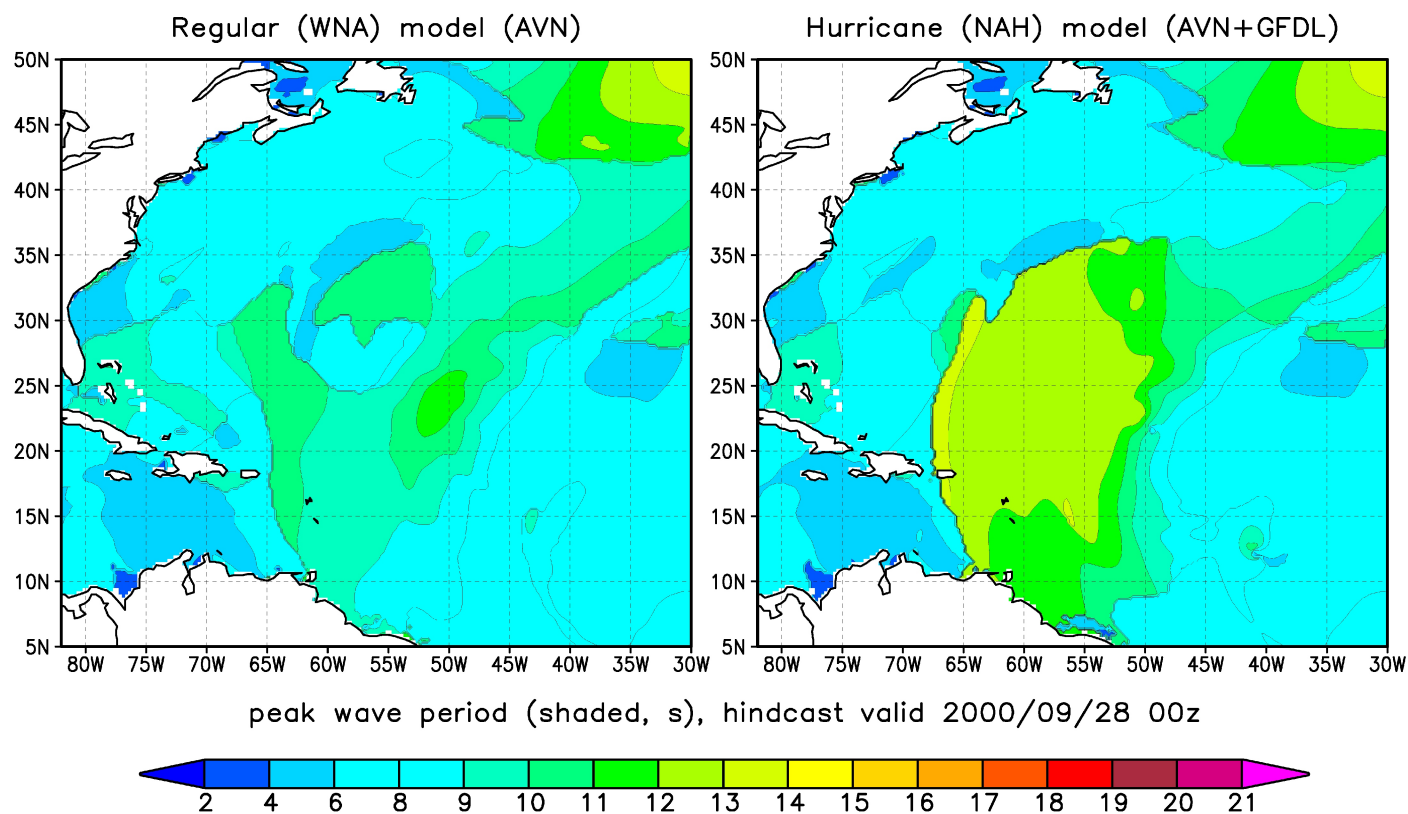 Regular (WNA) model (AVN)
Hurricane (NAH) model (AVN+GFDL)
50N
45N
40N
35N
30N
25N
20N
15N
10N
5N
80W 75W 70W 65W 60W 55W 50W 45W 40W 35W 30W
50N
45N
40N
35N
30N
25N
20N
15N
10N
5N
80W 75W 70W 65W 60W 55W 50W 45W 40W 35W 30W
peak wave period (shaded, s), hindcast valid 2000/09/28 00z
2 4 6 8 9 10 11 12 13 14 15 16 17 18 19 20 21